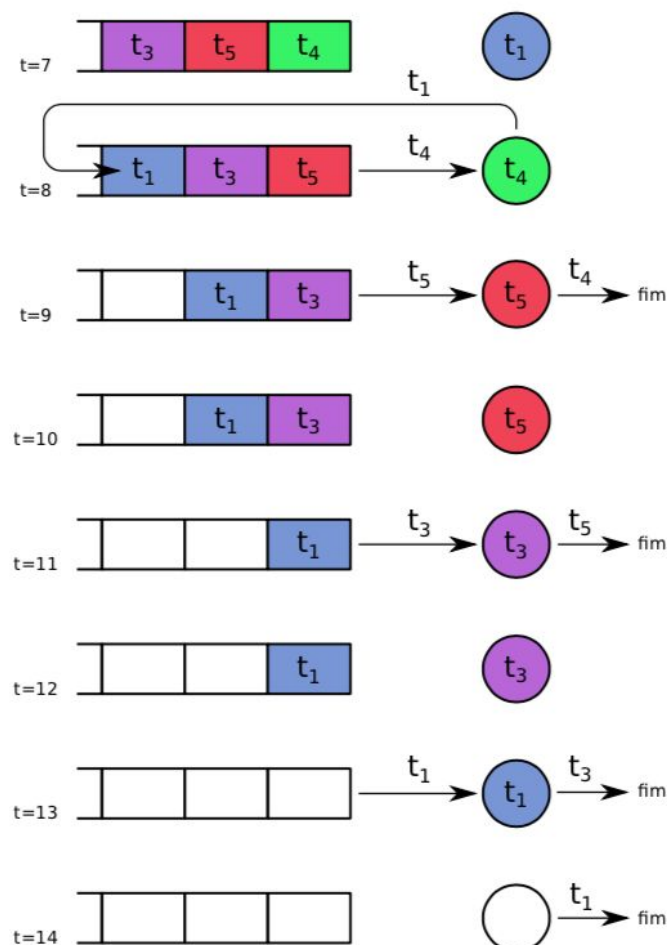 t=7 t₃ t₅ t₄ t₁
t₁
t=8 t₁ t₃ t₅ t₄ t₄
t=9 t₁ t₃ t₅ t₅ t₄ fim
t=10 t₁ t₃ t₅
t=11 t₁ t₃ t₃ t₅ fim
t=12 t₁ t₃
t=13 t₁ t₁ t₃ fim
t=14 t₁ fim